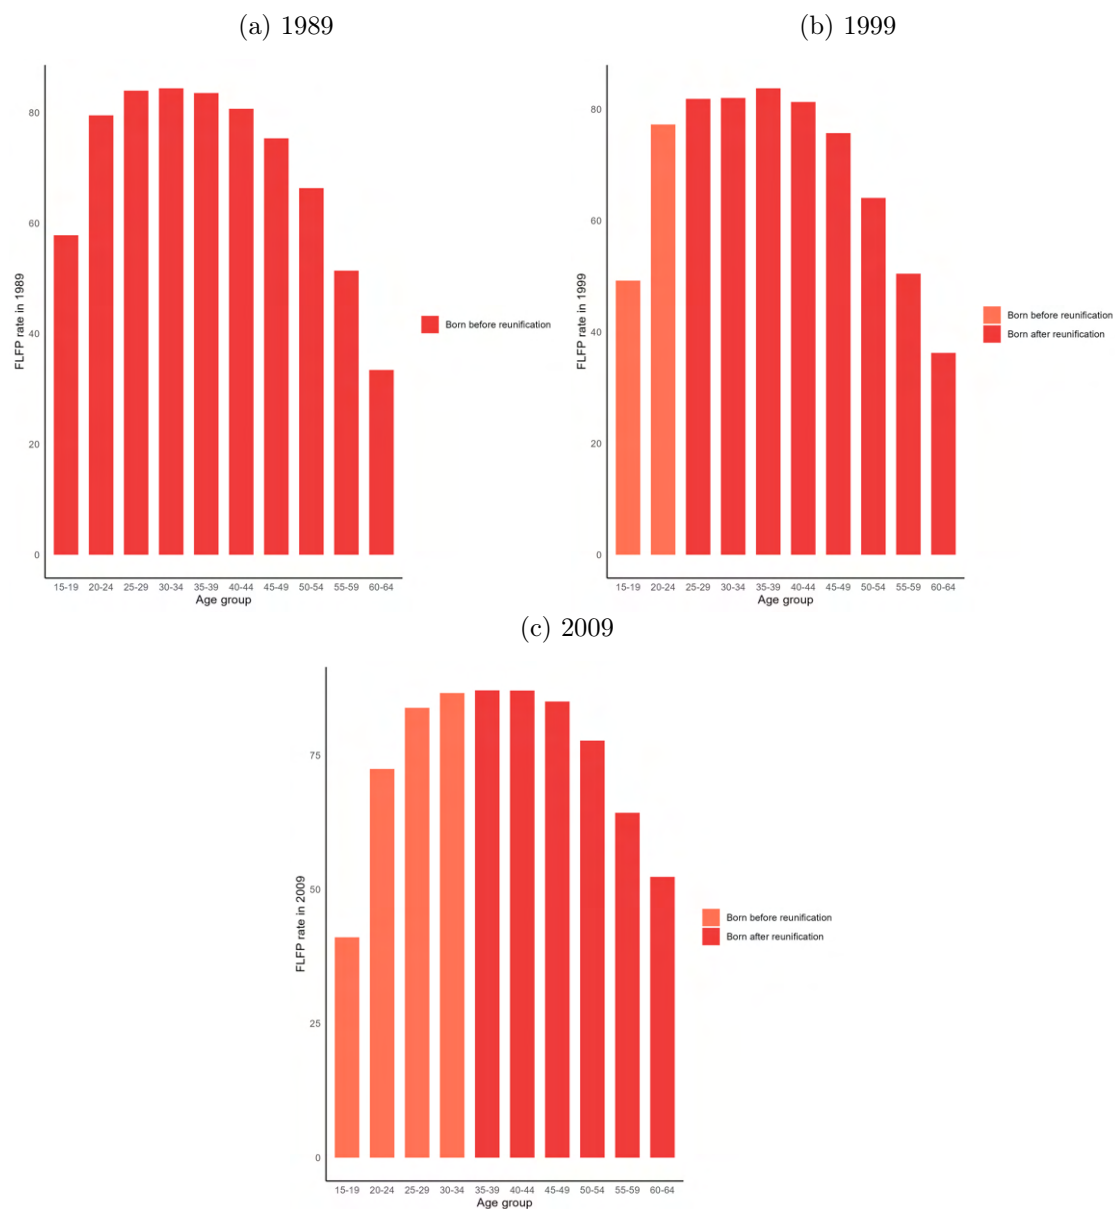 (a) 1989
(b) 1999
FLFP rate in 1989
80
60
40
20
0
15-19 20-24 25-29 30-34 35-39 40-44 45-49 50-54 55-59 60-64
Age group
Born before reunification
FLFP rate in 1999
80
60
40
20
0
15-19 20-24 25-29 30-34 35-39 40-44 45-49 50-54 55-59 60-64
Age group
Born before reunification
Born after reunification
(c) 2009
FLFP rate in 2009
75
50
25
0
15-19 20-24 25-29 30-34 35-39 40-44 45-49 50-54 55-59 60-64
Age group
Born before reunification
Born after reunification